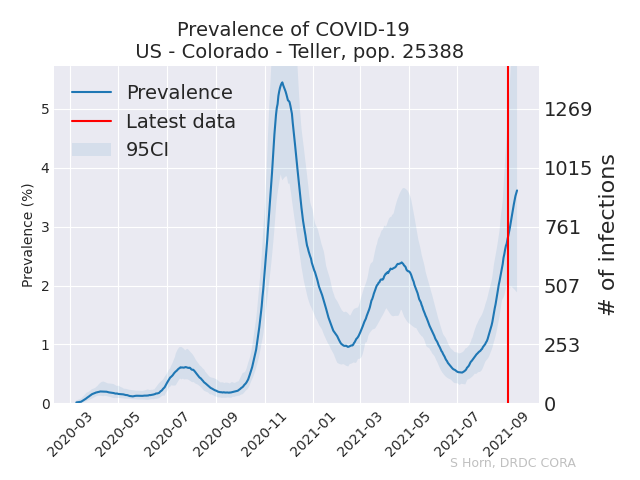 Prevalence of COVID-19
US - Colorado - Teller, pop. 25388
Prevalence
Latest data
95CI
Prevalence (%)
5
4
3
2
1
0
1269
1015
761
507
253
0
# of infections
2020-03
2020-05
2020-07
2020-09
2020-11
2021-01
2021-03
2021-05
2021-07
2021-09
S Horn, DRDC CORA